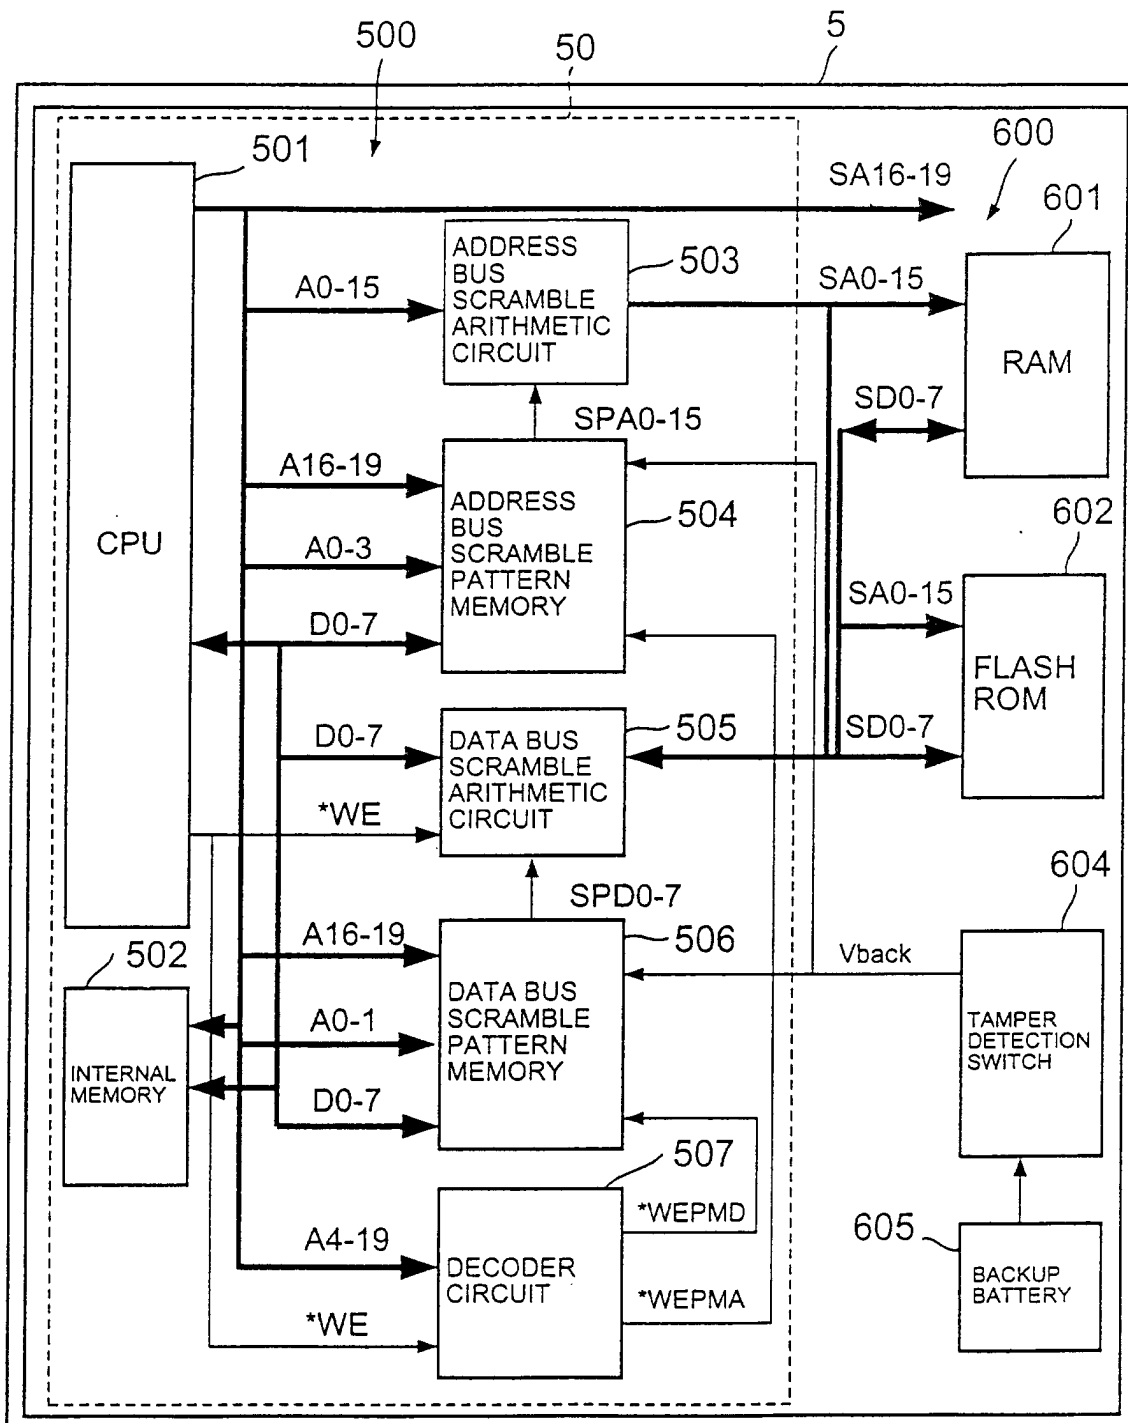 500
50
5
501
SA16-19
600
601
ADDRESS
BUS
SCRAMBLE
ARITHMETIC
CIRCUIT
503
A0-15
SA0-15
RAM
SPA0-15
SD0-7
A16-19
ADDRESS
BUS
SCRAMBLE
PATTERN
MEMORY
504
602
CPU
A0-3
SA0-15
D0-7
FLASH
ROM
DATA BUS
SCRAMBLE
ARITHMETIC
CIRCUIT
505
D0-7
SD0-7
*WE
SPD0-7
604
502
A16-19
506
Vback
DATA BUS
SCRAMBLE
PATTERN
MEMORY
TAMPER
DETECTION
SWITCH
A0-1
INTERNAL
MEMORY
D0-7
507
*WEPMD
605
A4-19
DECODER
CIRCUIT
BACKUP
BATTERY
*WEPMA
*WE